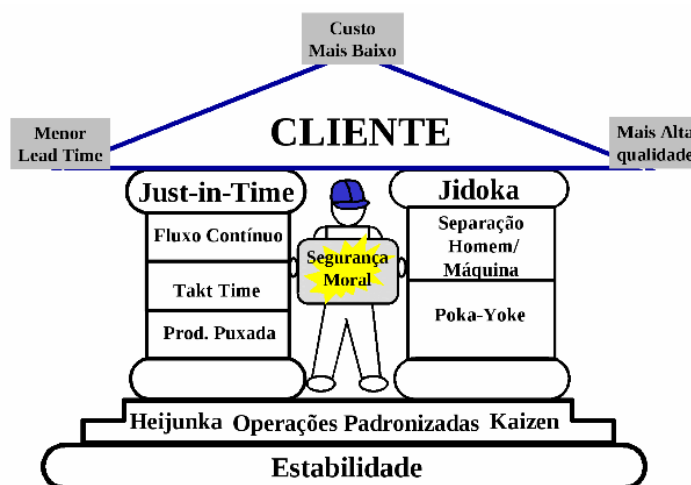 Custo
Mais Baixo
Menor
Lead Time
CLIENTE
Mais Alta
qualidade
Just-in-Time
Jidoka
Fluxo Contínuo
Takt Time
Prod. Puxada
Segurança
Moral
Separação
Homem/
Máquina
Poka-Yoke
Heijunka Operações Padronizadas Kaizen
Estabilidade